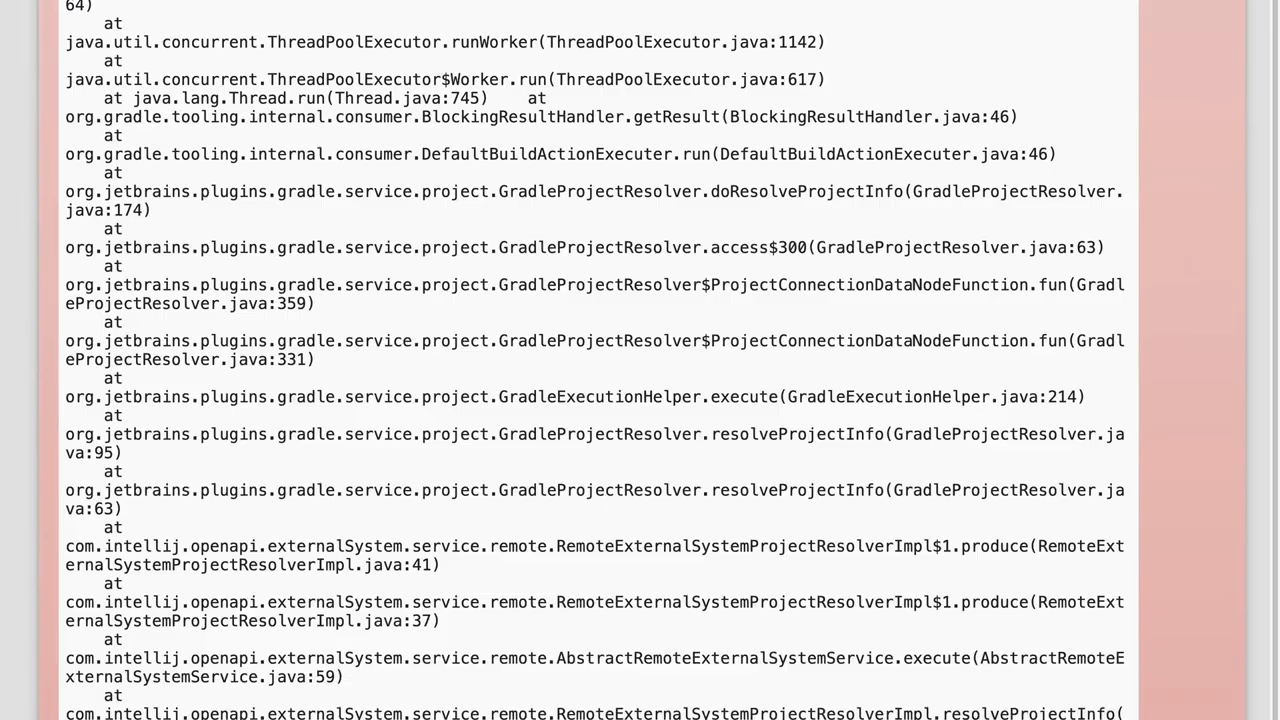 64)
    at
java.util.concurrent.ThreadPoolExecutor.runWorker(ThreadPoolExecutor.java:1142)
    at
java.util.concurrent.ThreadPoolExecutor$Worker.run(ThreadPoolExecutor.java:617)
    at java.lang.Thread.run(Thread.java:745)    at
org.gradle.tooling.internal.consumer.BlockingResultHandler.getResult(BlockingResultHandler.java:46)
    at
org.gradle.tooling.internal.consumer.DefaultBuildActionExecuter.run(DefaultBuildActionExecuter.java:46)
    at
org.jetbrains.plugins.gradle.service.project.GradleProjectResolver.doResolveProjectInfo(GradleProjectResolver.
java:174)
    at
org.jetbrains.plugins.gradle.service.project.GradleProjectResolver.access$300(GradleProjectResolver.java:63)
    at
org.jetbrains.plugins.gradle.service.project.GradleProjectResolver$ProjectConnectionDataNodeFunction.fun(Gradl
eProjectResolver.java:359)
    at
org.jetbrains.plugins.gradle.service.project.GradleProjectResolver$ProjectConnectionDataNodeFunction.fun(Gradl
eProjectResolver.java:331)
    at
org.jetbrains.plugins.gradle.service.project.GradleExecutionHelper.execute(GradleExecutionHelper.java:214)
    at
org.jetbrains.plugins.gradle.service.project.GradleProjectResolver.resolveProjectInfo(GradleProjectResolver.ja
va:95)
    at
org.jetbrains.plugins.gradle.service.project.GradleProjectResolver.resolveProjectInfo(GradleProjectResolver.ja
va:63)
    at
com.intellij.openapi.externalSystem.service.remote.RemoteExternalSystemProjectResolverImpl$1.produce(RemoteExt
ernalSystemProjectResolverImpl.java:41)
    at
com.intellij.openapi.externalSystem.service.remote.RemoteExternalSystemProjectResolverImpl$1.produce(RemoteExt
ernalSystemProjectResolverImpl.java:37)
    at
com.intellij.openapi.externalSystem.service.remote.AbstractRemoteExternalSystemService.execute(AbstractRemoteE
xternalSystemService.java:59)
    at
com.intellij.openapi.externalSystem.service.remote.RemoteExternalSystemProjectResolverImpl.resolveProjectInfo(